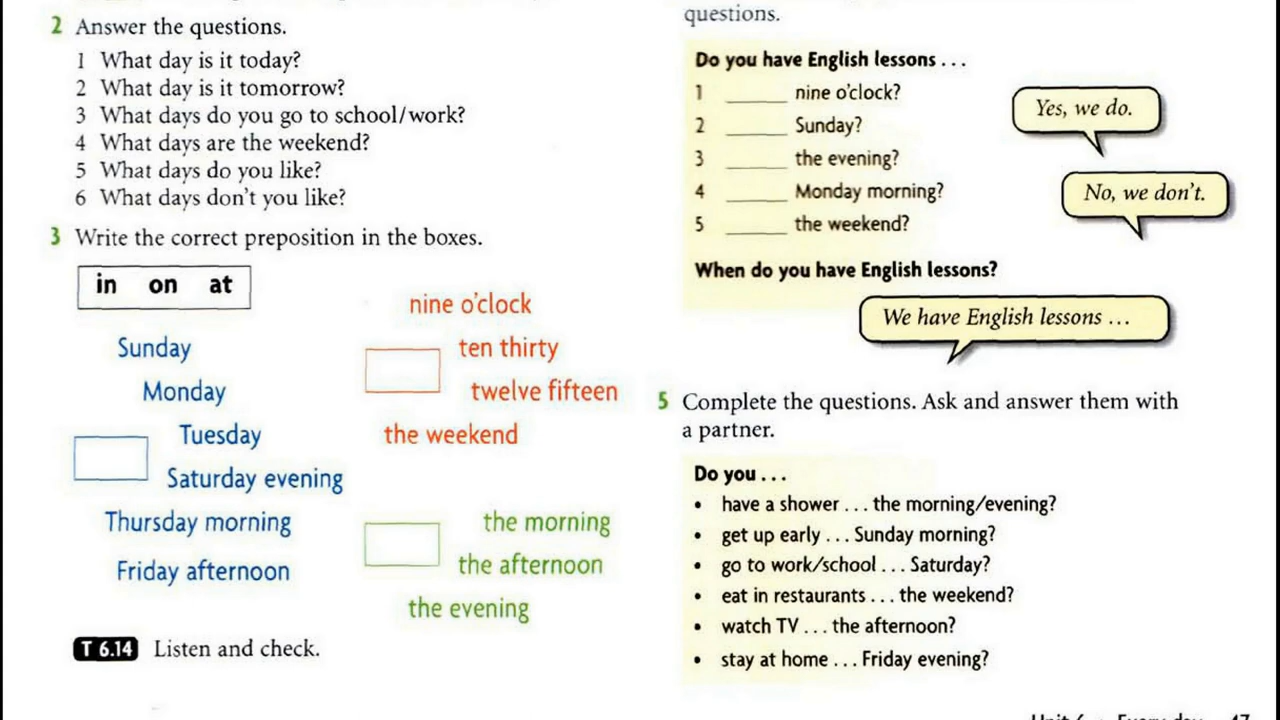 2 Answer the questions.
1 What day is it today?
2 What day is it tomorrow?
3 What days do you go to school/work?
4 What days are the weekend?
5 What days do you like?
6 What days don't you like?
3 Write the correct preposition in the boxes.
in on at
Sunday
Monday
Tuesday
Saturday evening
Thursday morning
Friday afternoon
nine o'clock
ten thirty
twelve fifteen
the weekend
the morning
the afternoon
the evening
T 6.14 Listen and check.
questions.
Do you have English lessons ...
1 ______ nine o'clock?
2 ______ Sunday?
3 ______ the evening?
4 ______ Monday morning?
5 ______ the weekend?
Yes, we do.
No, we don't.
When do you have English lessons?
We have English lessons ...
5 Complete the questions. Ask and answer them with
a partner.
Do you ...
• have a shower ... the morning/evening?
• get up early ... Sunday morning?
• go to work/school ... Saturday?
• eat in restaurants ... the weekend?
• watch TV ... the afternoon?
• stay at home ... Friday evening?